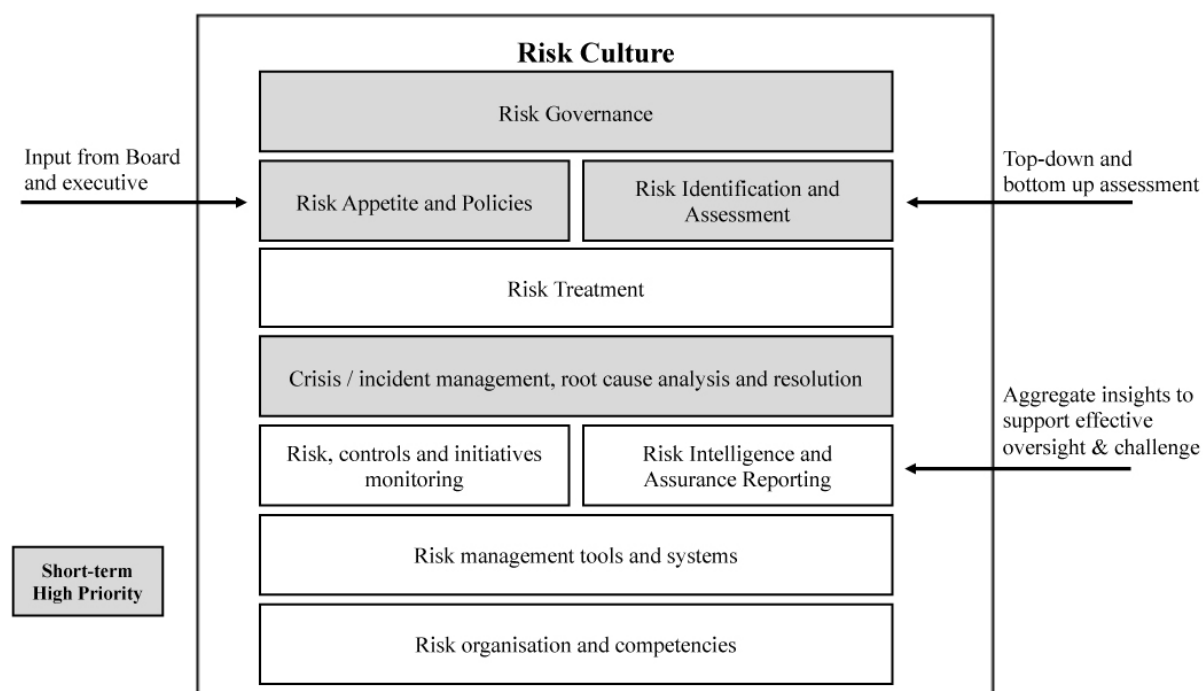 Risk Culture
Risk Governance
Input from Board
and executive
Risk Appetite and Policies
Risk Identification and
Assessment
Top-down and
bottom up assessment
Risk Treatment
Crisis / incident management, root cause analysis and resolution
Risk, controls and initiatives
monitoring
Risk Intelligence and
Assurance Reporting
Aggregate insights to
support effective
oversight & challenge
Risk management tools and systems
Short-term
High Priority
Risk organisation and competencies